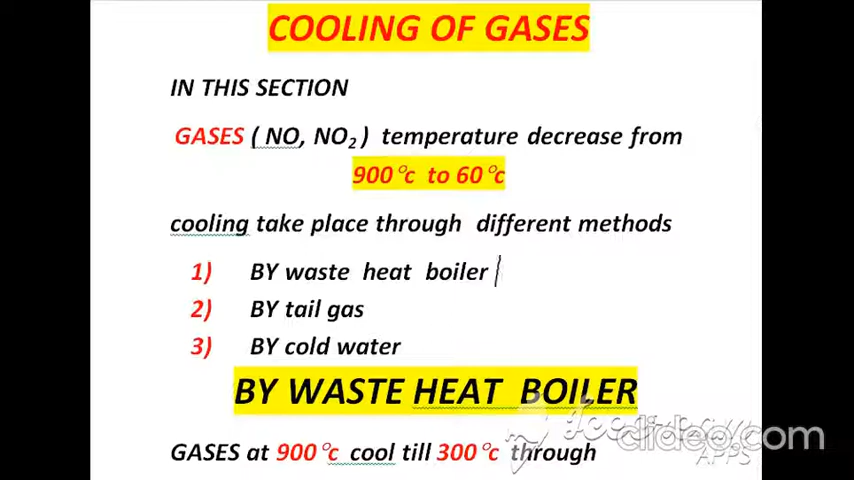 COOLING OF GASES
IN THIS SECTION
GASES ( NO, NO₂ ) temperature decrease from
900 °c to 60 °c
cooling take place through different methods
1) BY waste heat boiler
2) BY tail gas
3) BY cold water
BY WASTE HEAT BOILER
GASES at 900 °c cool till 300 °c through
clideo.com
APPS